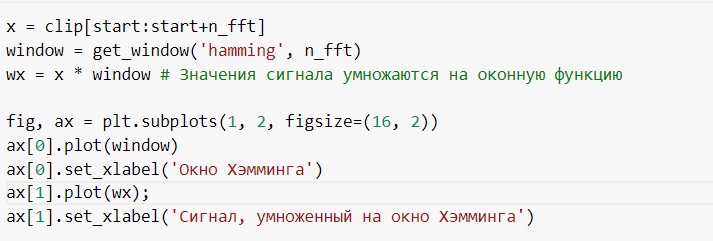 x = clip[start:start+n_fft]
window = get_window('hamming', n_fft)
wx = x * window # Значения сигнала умножаются на оконную функцию
fig, ax = plt.subplots(1, 2, figsize=(16, 2))
ax[0].plot(window)
ax[0].set_xlabel('Окно Хэмминга')
ax[1].plot(wx);
ax[1].set_xlabel('Сигнал, умноженный на окно Хэмминга')